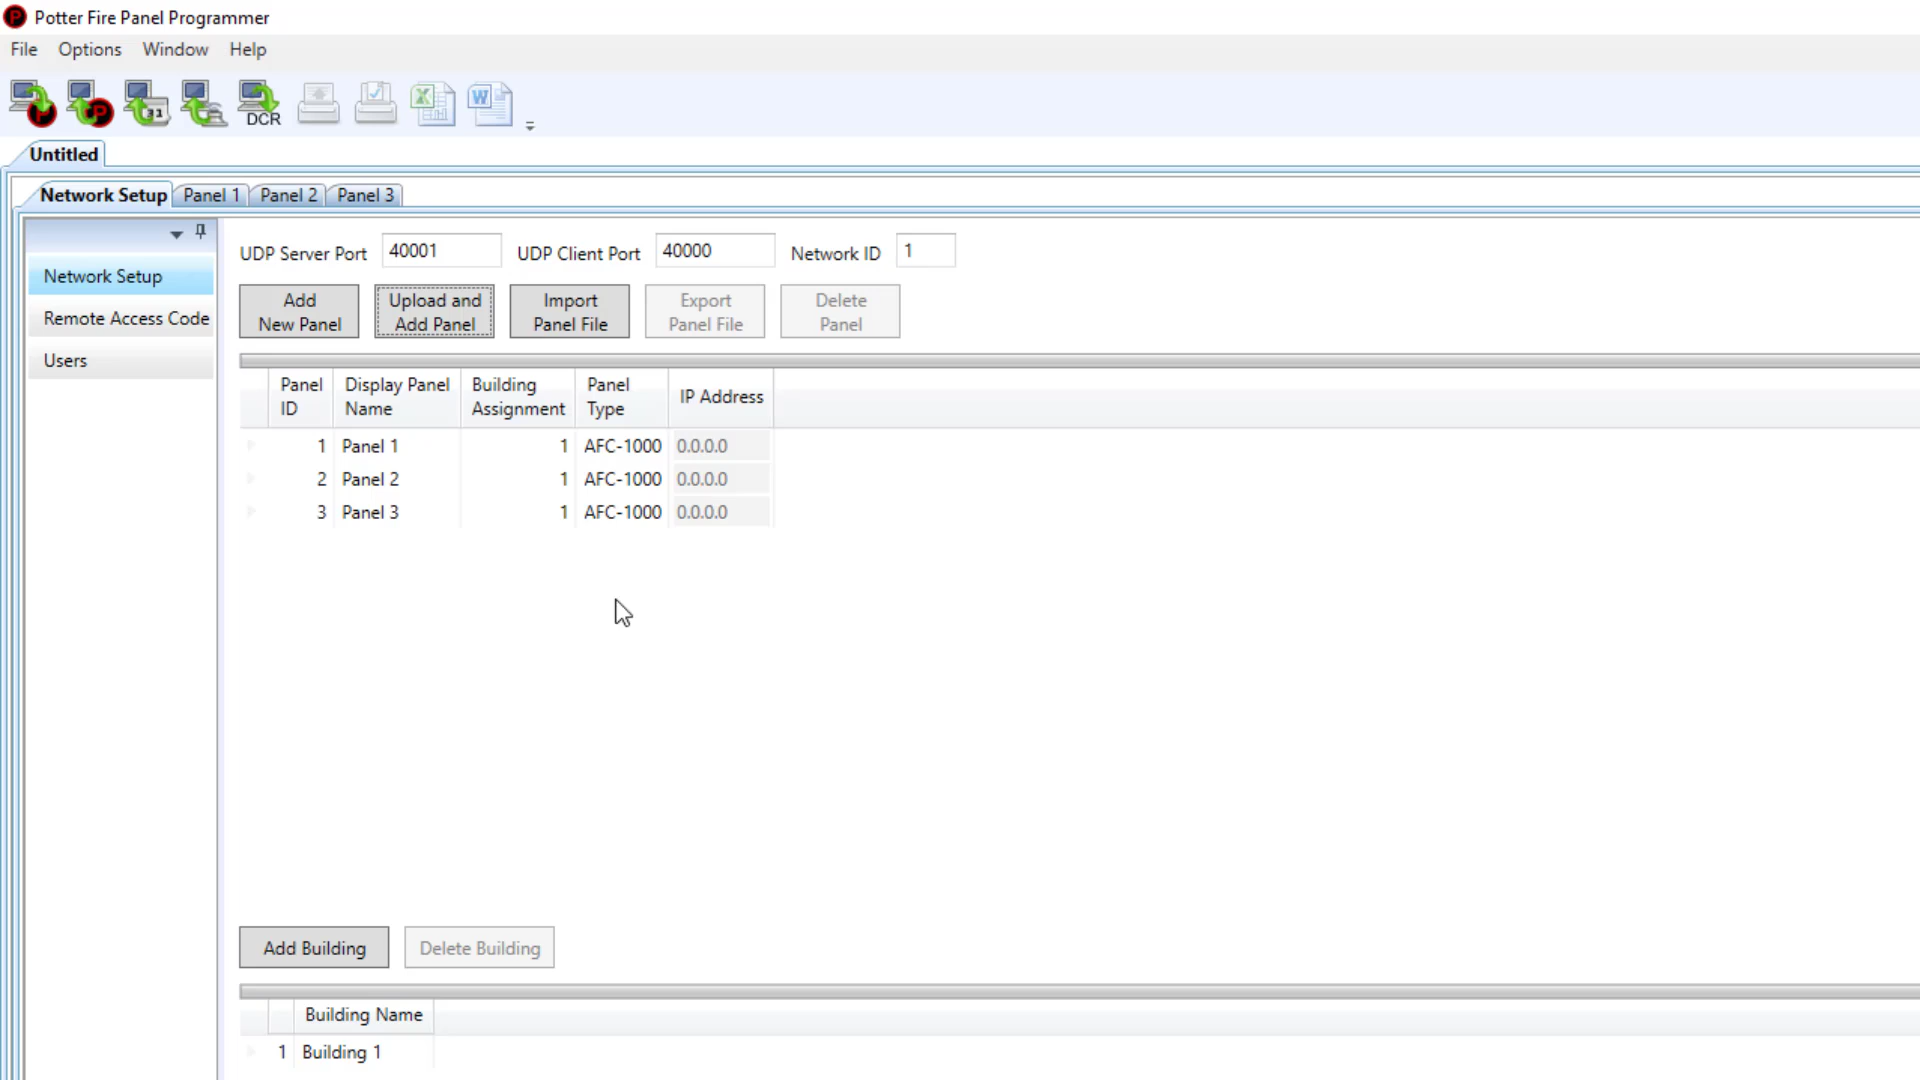 Potter Fire Panel Programmer
File Options Window Help
31 DCR
Untitled
Network Setup Panel 1 Panel 2 Panel 3
Network Setup
Remote Access Code
Users
UDP Server Port 40001 UDP Client Port 40000 Network ID 1
Add New Panel
Upload and Add Panel
Import Panel File
Export Panel File
Delete Panel
Panel ID Display Panel Name Building Assignment Panel Type IP Address
1 Panel 1 1 AFC-1000 0.0.0.0
2 Panel 2 1 AFC-1000 0.0.0.0
3 Panel 3 1 AFC-1000 0.0.0.0
Add Building Delete Building
Building Name
1 Building 1